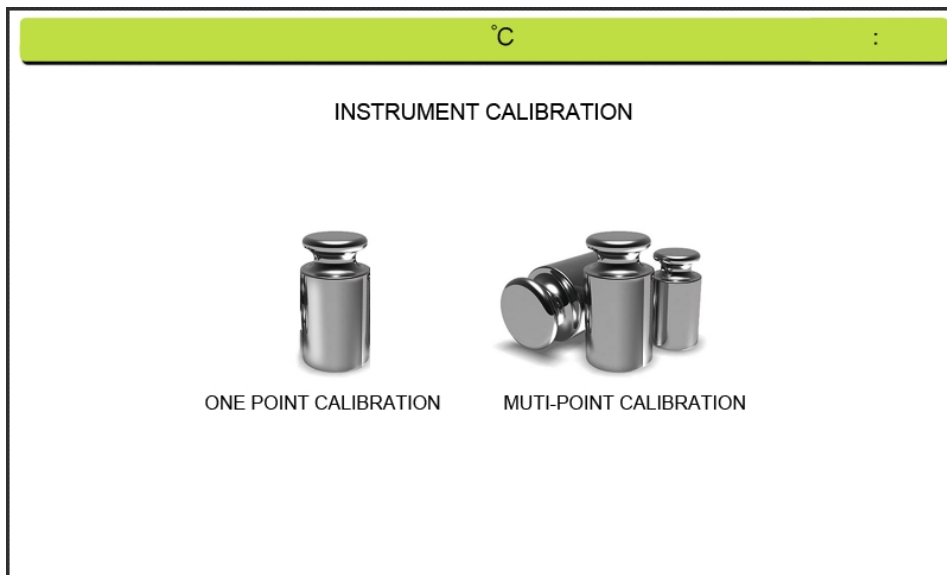 °C :
INSTRUMENT CALIBRATION
ONE POINT CALIBRATION MUTI-POINT CALIBRATION